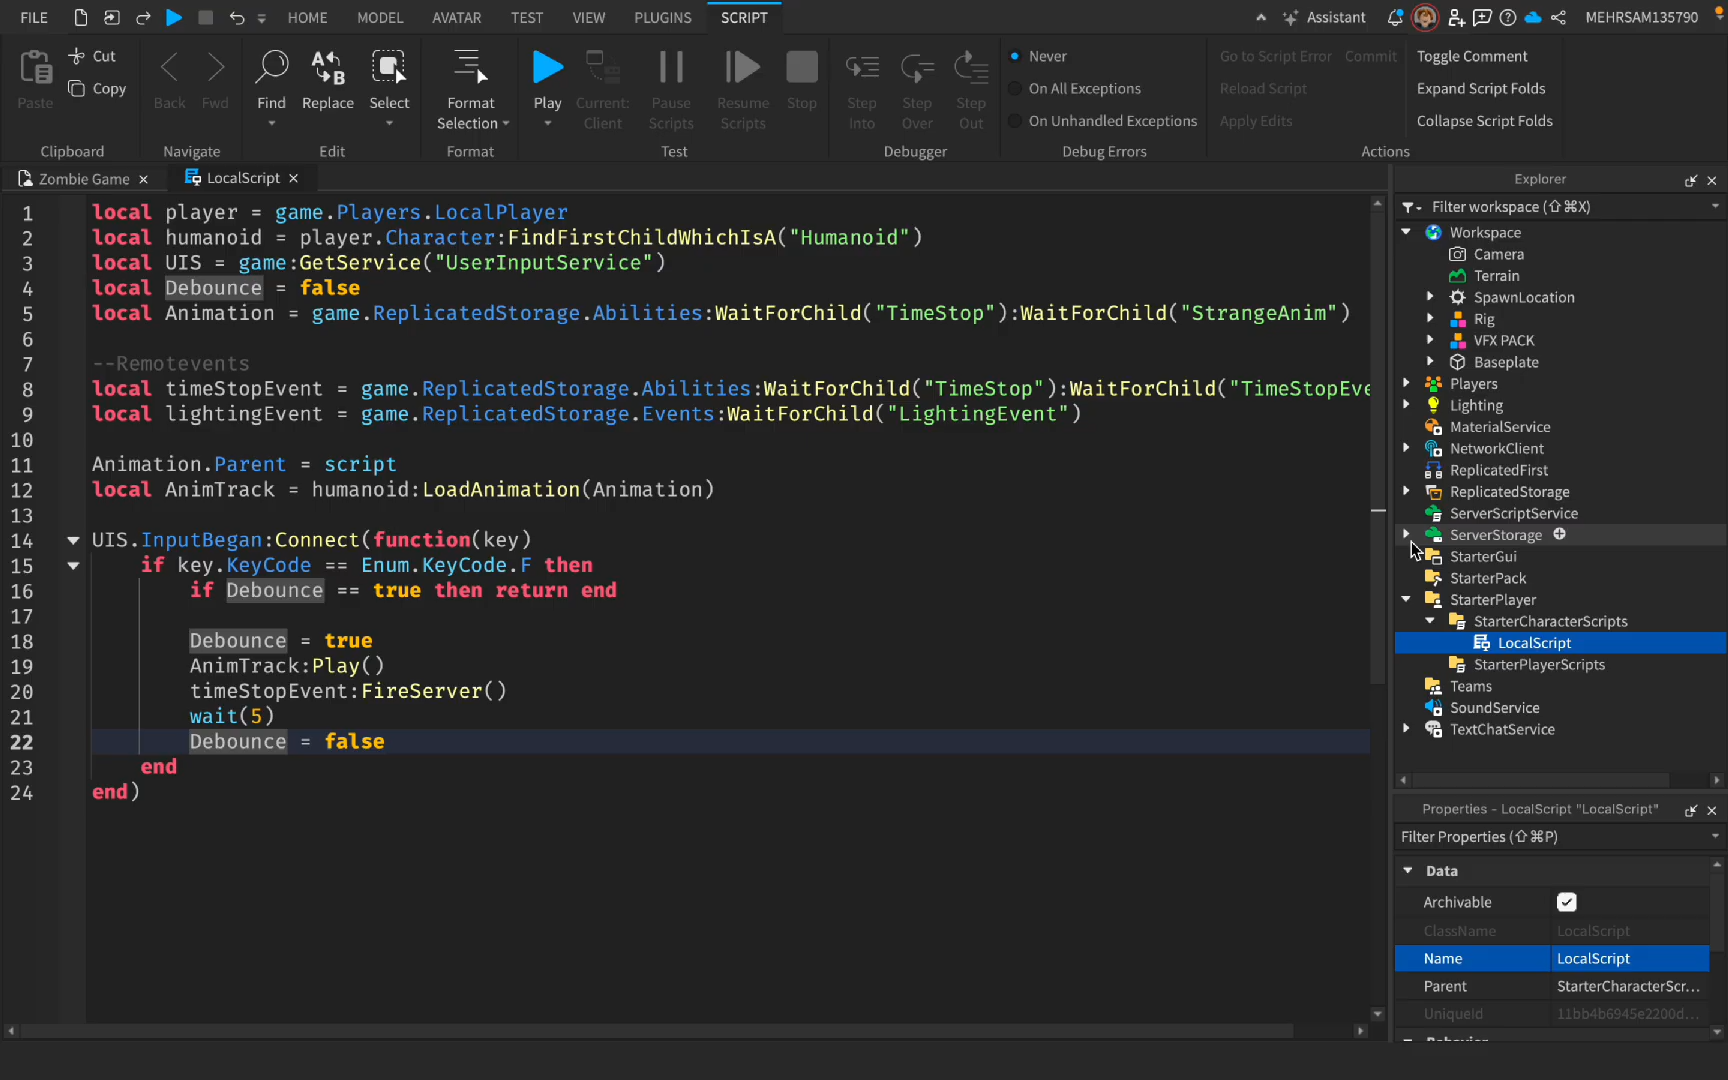 FILE HOME MODEL AVATAR TEST VIEW PLUGINS SCRIPT Assistant MEHRSAM135790
Paste Cut Copy Back Fwd Find Replace Select Format Selection Play Current: Client Pause Scripts Resume Scripts Stop Step Into Step Over Step Out
Never
On All Exceptions
On Unhandled Exceptions
Go to Script Error Commit
Reload Script
Apply Edits
Toggle Comment
Expand Script Folds
Collapse Script Folds
Clipboard Navigate Edit Format Test Debugger Debug Errors Actions
Zombie Game LocalScript
1 local player = game.Players.LocalPlayer
2 local humanoid = player.Character:FindFirstChildWhichIsA("Humanoid")
3 local UIS = game:GetService("UserInputService")
4 local Debounce = false
5 local Animation = game.ReplicatedStorage.Abilities:WaitForChild("TimeStop"):WaitForChild("StrangeAnim")
6
7 --Remotevents
8 local timeStopEvent = game.ReplicatedStorage.Abilities:WaitForChild("TimeStop"):WaitForChild("TimeStopEve
9 local lightingEvent = game.ReplicatedStorage.Events:WaitForChild("LightingEvent")
10
11 Animation.Parent = script
12 local AnimTrack = humanoid:LoadAnimation(Animation)
13
14 UIS.InputBegan:Connect(function(key)
15 if key.KeyCode == Enum.KeyCode.F then
16 if Debounce == true then return end
17
18 Debounce = true
19 AnimTrack:Play()
20 timeStopEvent:FireServer()
21 wait(5)
22 Debounce = false
23 end
24 end)
Explorer
Filter workspace (⇧⌘X)
Workspace
Camera
Terrain
SpawnLocation
Rig
VFX PACK
Baseplate
Players
Lighting
MaterialService
NetworkClient
ReplicatedFirst
ReplicatedStorage
ServerScriptService
ServerStorage
StarterGui
StarterPack
StarterPlayer
StarterCharacterScripts
LocalScript
StarterPlayerScripts
Teams
SoundService
TextChatService
Properties - LocalScript "LocalScript"
Filter Properties (⇧⌘P)
Data
Archivable
ClassName LocalScript
Name LocalScript
Parent StarterCharacterScr...
UniqueId 11bb4b6945e2200d...